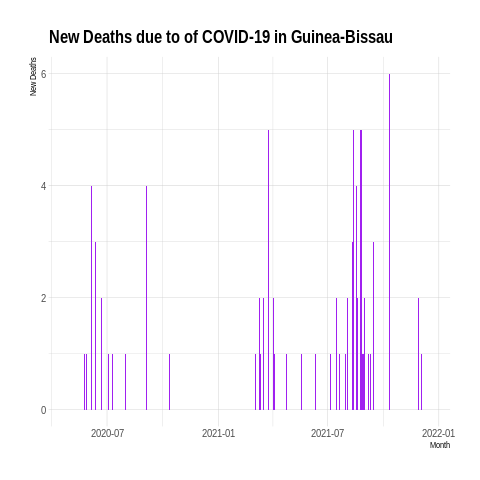 New Deaths due to of COVID-19 in Guinea-Bissau
New Deaths
6
4
2
0
2020-07 2021-01 2021-07 2022-01
Month